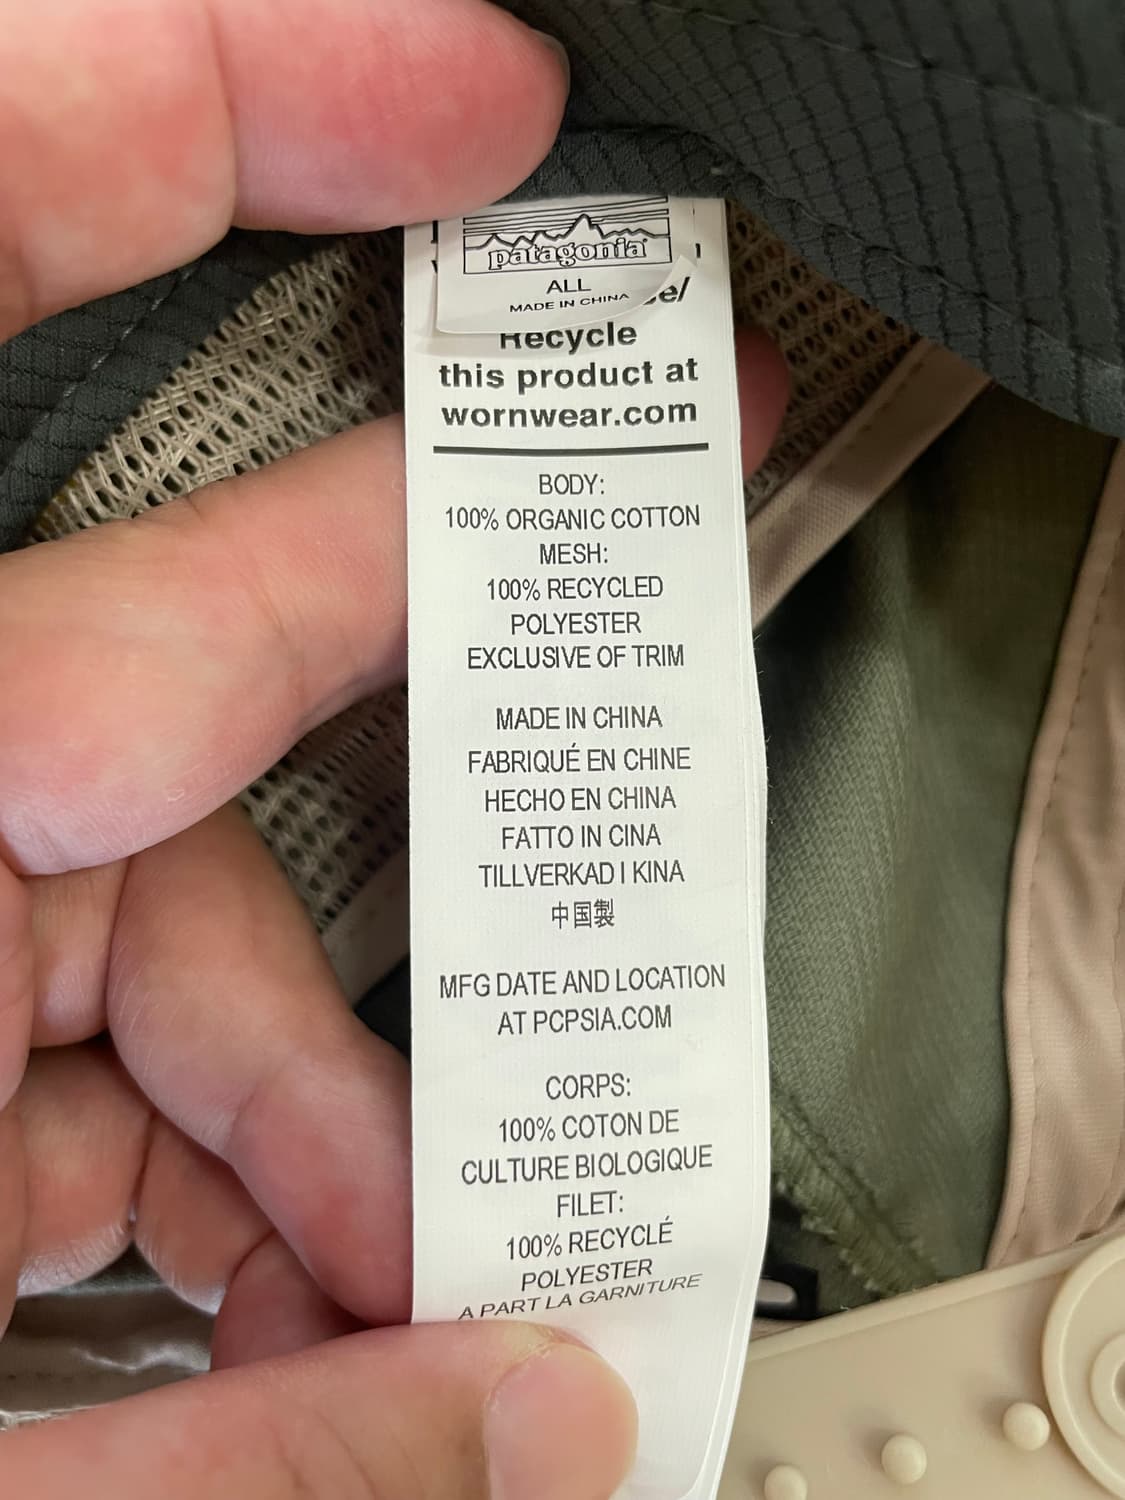 patagonia
ALL
MADE IN CHINA
e/
Recycle
this product at
wornwear.com
BODY:
100% ORGANIC COTTON
MESH:
100% RECYCLED
POLYESTER
EXCLUSIVE OF TRIM
MADE IN CHINA
FABRIQUÉ EN CHINE
HECHO EN CHINA
FATTO IN CINA
TILLVERKAD I KINA
中国製
MFG DATE AND LOCATION
AT PCPSIA.COM
CORPS:
100% COTON DE
CULTURE BIOLOGIQUE
FILET:
100% RECYCLÉ
POLYESTER
A PART LA GARNITURE